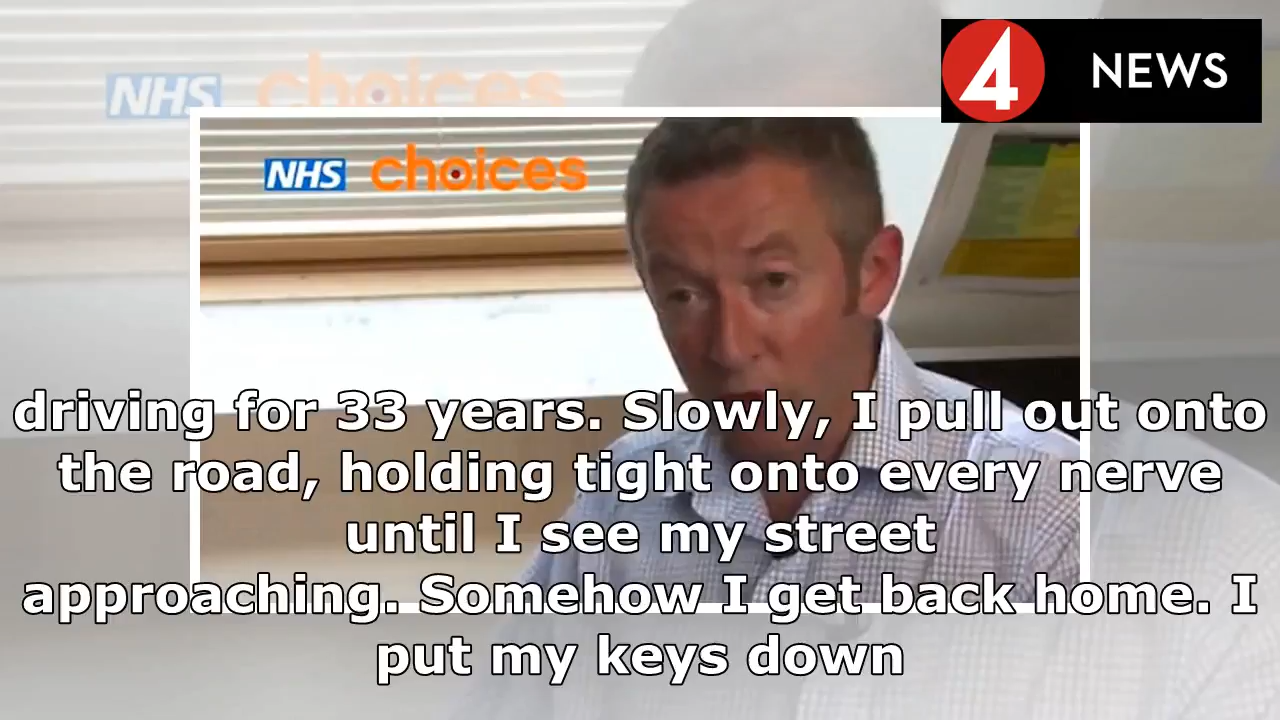 4 NEWS
NHS choices
NHS choices
driving for 33 years. Slowly, I pull out onto
the road, holding tight onto every nerve
until I see my street
approaching. Somehow I get back home. I
put my keys down